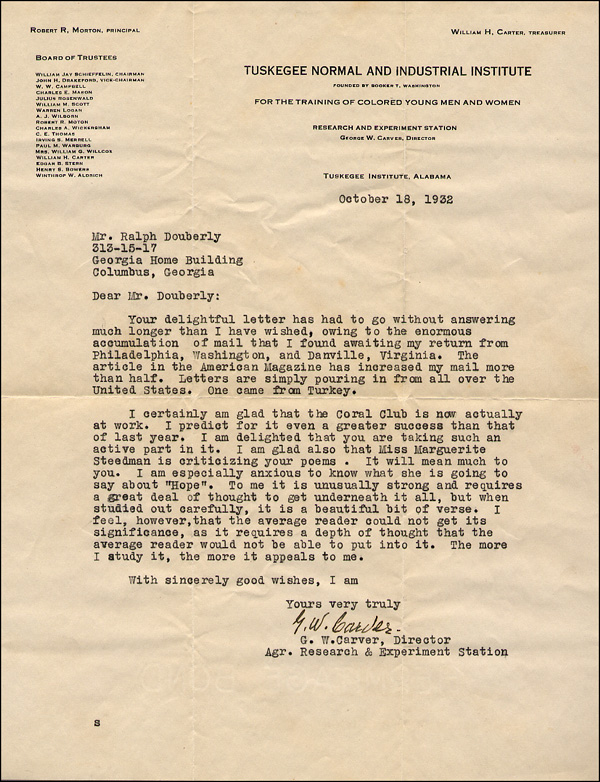 ROBERT R. MOTON, PRINCIPAL
WILLIAM H. CARTER, TREASURER
BOARD OF TRUSTEES
WILLIAM JAY SCHIEFFELIN, CHAIRMAN
JOHN H. DRAKEFORD, VICE-CHAIRMAN
W. W. CAMPBELL
CHARLES E. MASON
JULIUS ROSENWALD
WILLIAM M. SCOTT
WARREN LOGAN
A. J. WILBORN
ROBERT R. MOTON
CHARLES A. WICKERSHAM
C. E. THOMAS
IRVING S. MERRELL
PAUL M. WARBURG
MRS. WILLIAM G. WILLCOX
WILLIAM H. CARTER
EDGAR B. STERN
HENRY S. BOWERS
WINTHROP W. ALDRICH
TUSKEGEE NORMAL AND INDUSTRIAL INSTITUTE
FOUNDED BY BOOKER T. WASHINGTON
FOR THE TRAINING OF COLORED YOUNG MEN AND WOMEN
RESEARCH AND EXPERIMENT STATION
GEORGE W. CARVER, DIRECTOR
TUSKEGEE INSTITUTE, ALABAMA
October 18, 1932
Mr. Ralph Douberly
313-15-17
Georgia Home Building
Columbus, Georgia
Dear Mr. Douberly:
Your delightful letter has had to go without answering
much longer than I have wished, owing to the enormous
accumulation of mail that I found awaiting my return from
Philadelphia, Washington, and Danville, Virginia. The
article in the American Magazine has increased my mail more
than half. Letters are simply pouring in from all over the
United States. One came from Turkey.
I certainly am glad that the Coral Club is now actually
at work. I predict for it even a greater success than that
of last year. I am delighted that you are taking such an
active part in it. I am glad also that Miss Marguerite
Steedman is criticizing your poems . It will mean much to
you. I am especially anxious to know what she is going to
say about "Hope". To me it is unusually strong and requires
a great deal of thought to get underneath it all, but when
studied out carefully, it is a beautiful bit of verse. I
feel, however,that the average reader could not get its
significance, as it requires a depth of thought that the
average reader would not be able to put into it. The more
I study it, the more it appeals to me.
With sincerely good wishes, I am
Yours very truly
G. W. Carver.
G. W.Carver, Director
Agr. Research & Experiment Station
s